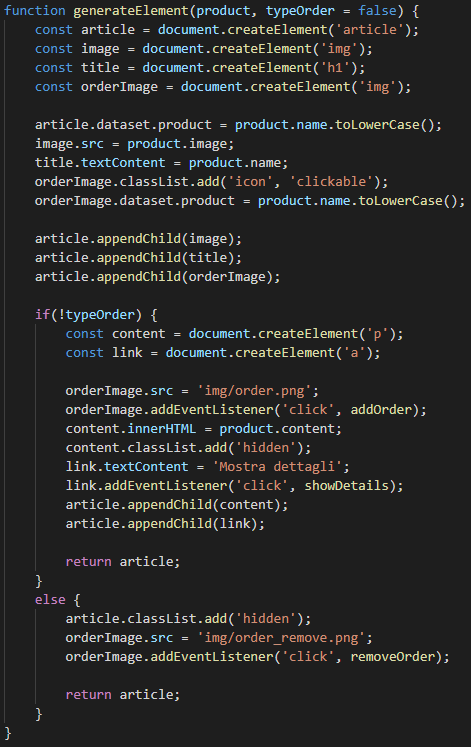 function generateElement(product, typeOrder = false) {
    const article = document.createElement('article');
    const image = document.createElement('img');
    const title = document.createElement('h1');
    const orderImage = document.createElement('img');

    article.dataset.product = product.name.toLowerCase();
    image.src = product.image;
    title.textContent = product.name;
    orderImage.classList.add('icon', 'clickable');
    orderImage.dataset.product = product.name.toLowerCase();

    article.appendChild(image);
    article.appendChild(title);
    article.appendChild(orderImage);

    if(!typeOrder) {
        const content = document.createElement('p');
        const link = document.createElement('a');

        orderImage.src = 'img/order.png';
        orderImage.addEventListener('click', addOrder);
        content.innerHTML = product.content;
        content.classList.add('hidden');
        link.textContent = 'Mostra dettagli';
        link.addEventListener('click', showDetails);
        article.appendChild(content);
        article.appendChild(link);

        return article;
    }
    else {
        article.classList.add('hidden');
        orderImage.src = 'img/order_remove.png';
        orderImage.addEventListener('click', removeOrder);

        return article;
    }
}